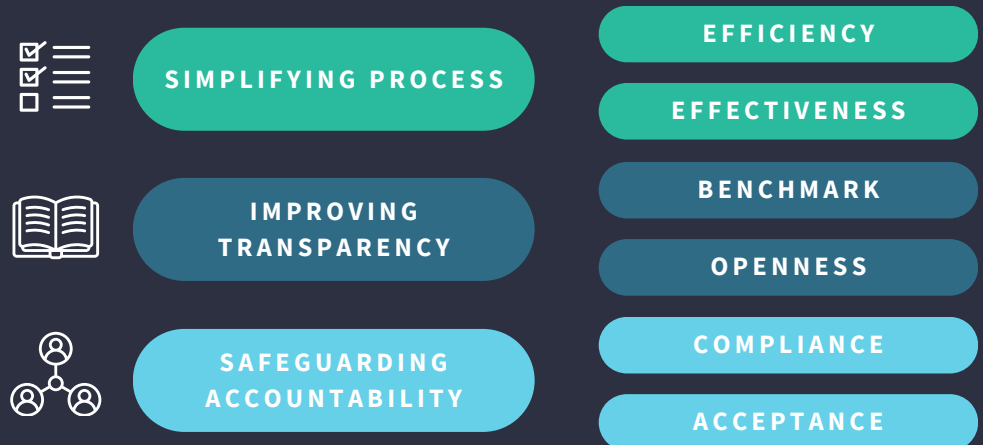 SIMPLIFYING PROCESS
EFFICIENCY
EFFECTIVENESS
IMPROVING
TRANSPARENCY
BENCHMARK
OPENNESS
SAFEGUARDING
ACCOUNTABILITY
COMPLIANCE
ACCEPTANCE